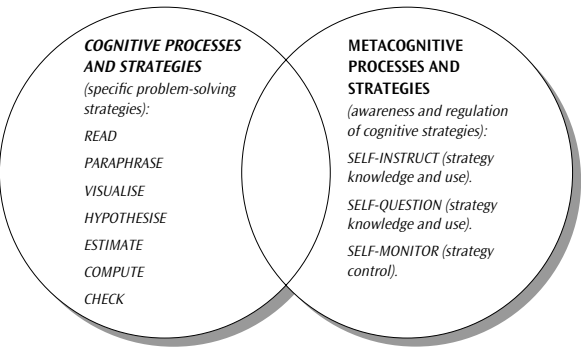 COGNITIVE PROCESSES
AND STRATEGIES
(specific problem-solving
strategies):
READ
PARAPHRASE
VISUALISE
HYPOTHESISE
ESTIMATE
COMPUTE
CHECK
METACOGNITIVE
PROCESSES AND
STRATEGIES
(awareness and regulation
of cognitive strategies):
SELF-INSTRUCT (strategy
knowledge and use).
SELF-QUESTION (strategy
knowledge and use).
SELF-MONITOR (strategy
control).